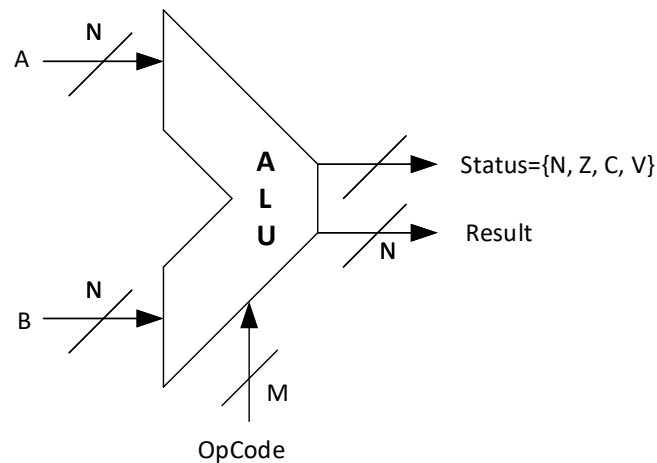 N
A
A
L
U
Status={N, Z, C, V}
Result
N
N
B
M
OpCode